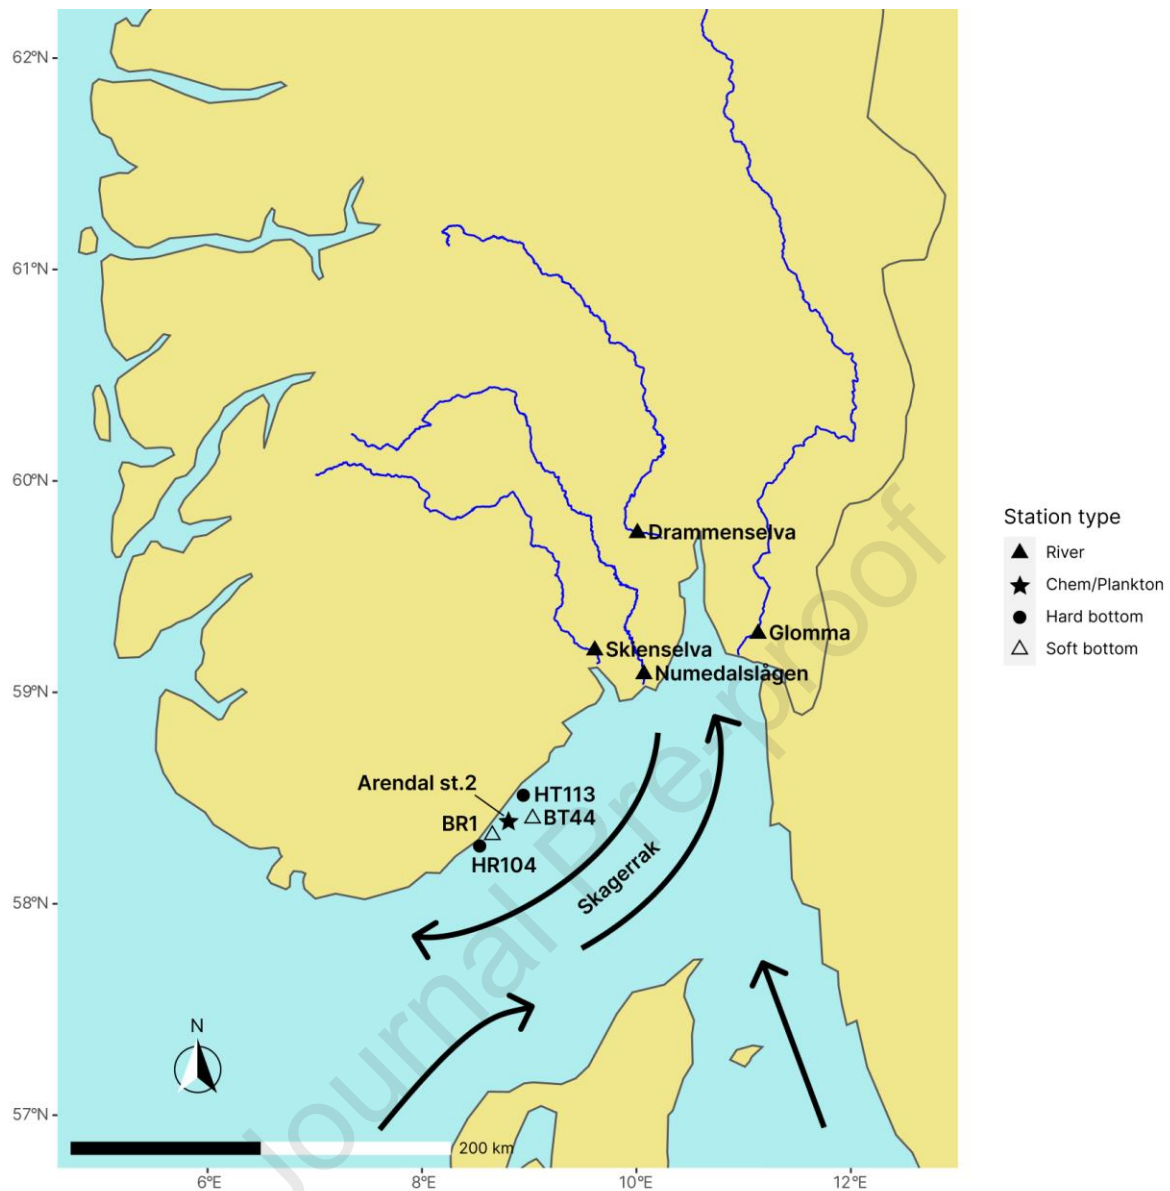 62°N
61°N
60°N
59°N
58°N
57°N
Drammenselva
Glomma
Skienselva
Numedalslågen
Arendal st.2
HT113
BT44
BR1
HR104
Skagerrak
N
200 km
6°E
8°E
10°E
12°E
Station type
River
Chem/Plankton
Hard bottom
Soft bottom
Journal Pre-proof